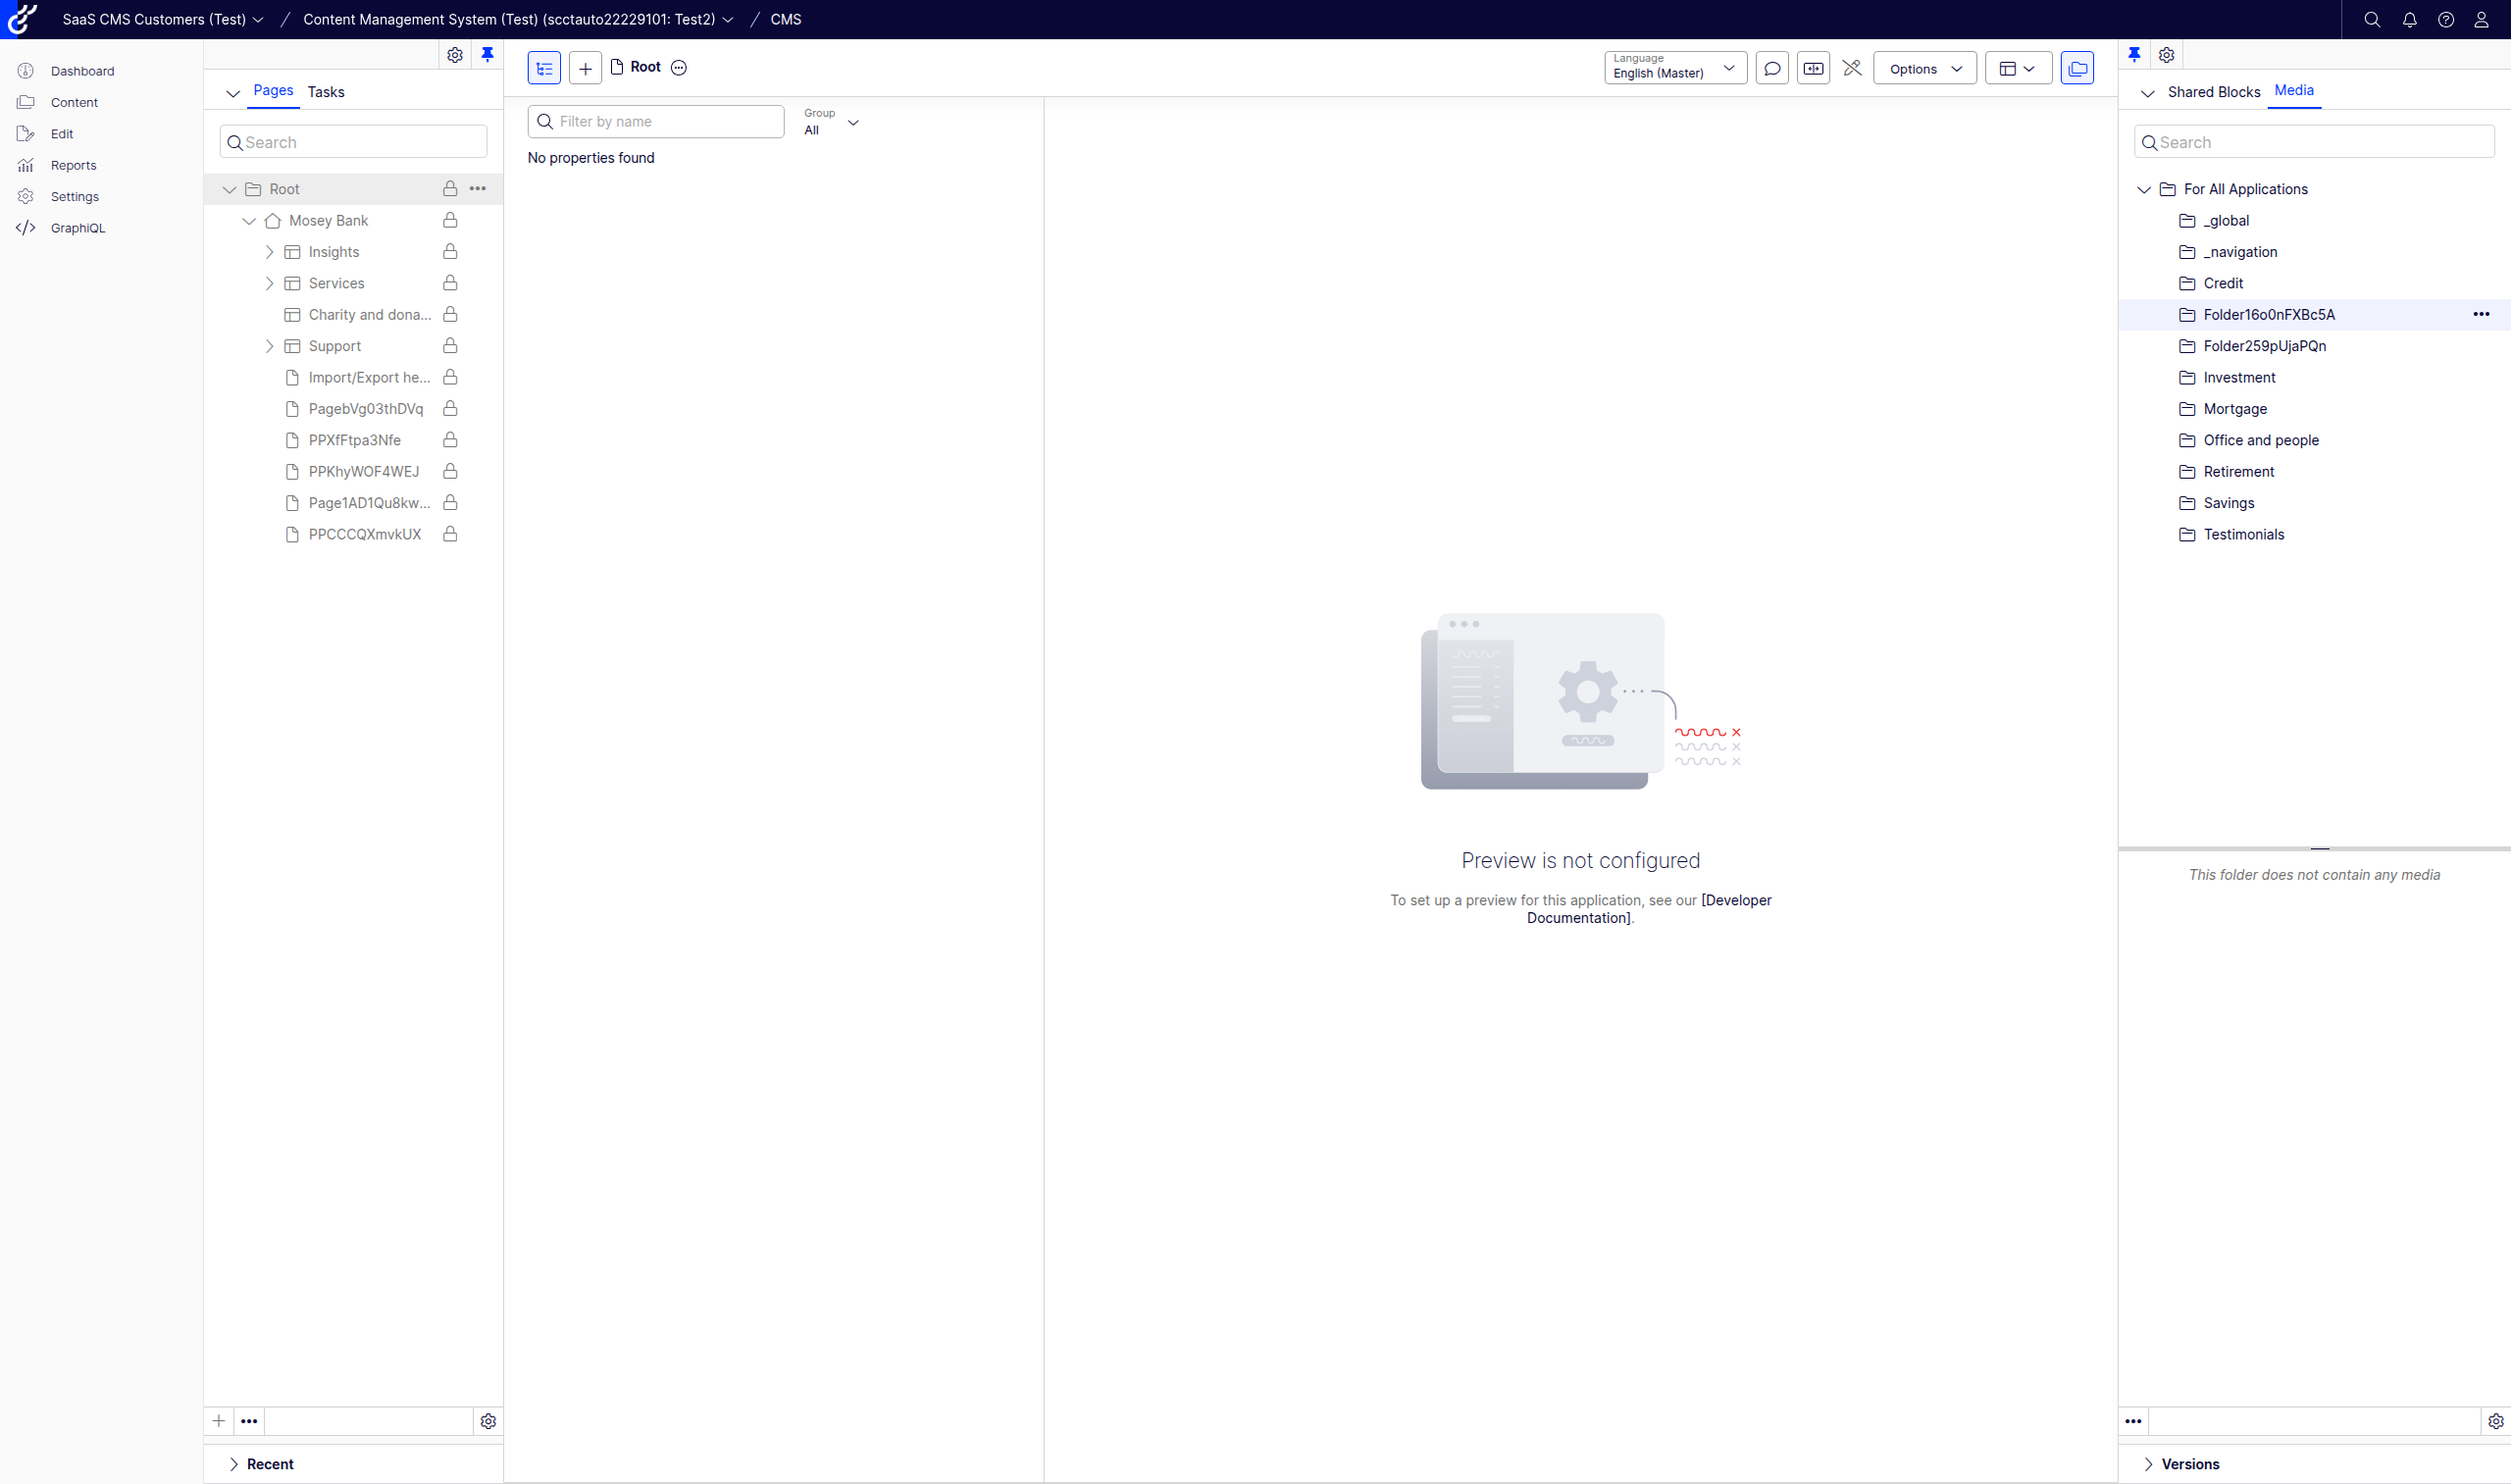 SaaS CMS Customers (Test) / Content Management System (Test) (scctauto22229101: Test2) / CMS
Dashboard
Content
Edit
Reports
Settings
GraphiQL
Pages Tasks
Search
Root
Mosey Bank
Insights
Services
Charity and dona...
Support
Import/Export he...
PagebVg03thDVq
PPXfFtpa3Nfe
PPKhyWOF4WEJ
Page1AD1Qu8kw...
PPCCCQXmvkUX
Recent
Root
Language
English (Master)
Options
Filter by name
Group
All
No properties found
Preview is not configured
To set up a preview for this application, see our [Developer
Documentation].
Shared Blocks Media
Search
For All Applications
_global
_navigation
Credit
Folder16o0nFXBc5A
Folder259pUjaPQn
Investment
Mortgage
Office and people
Retirement
Savings
Testimonials
This folder does not contain any media
Versions